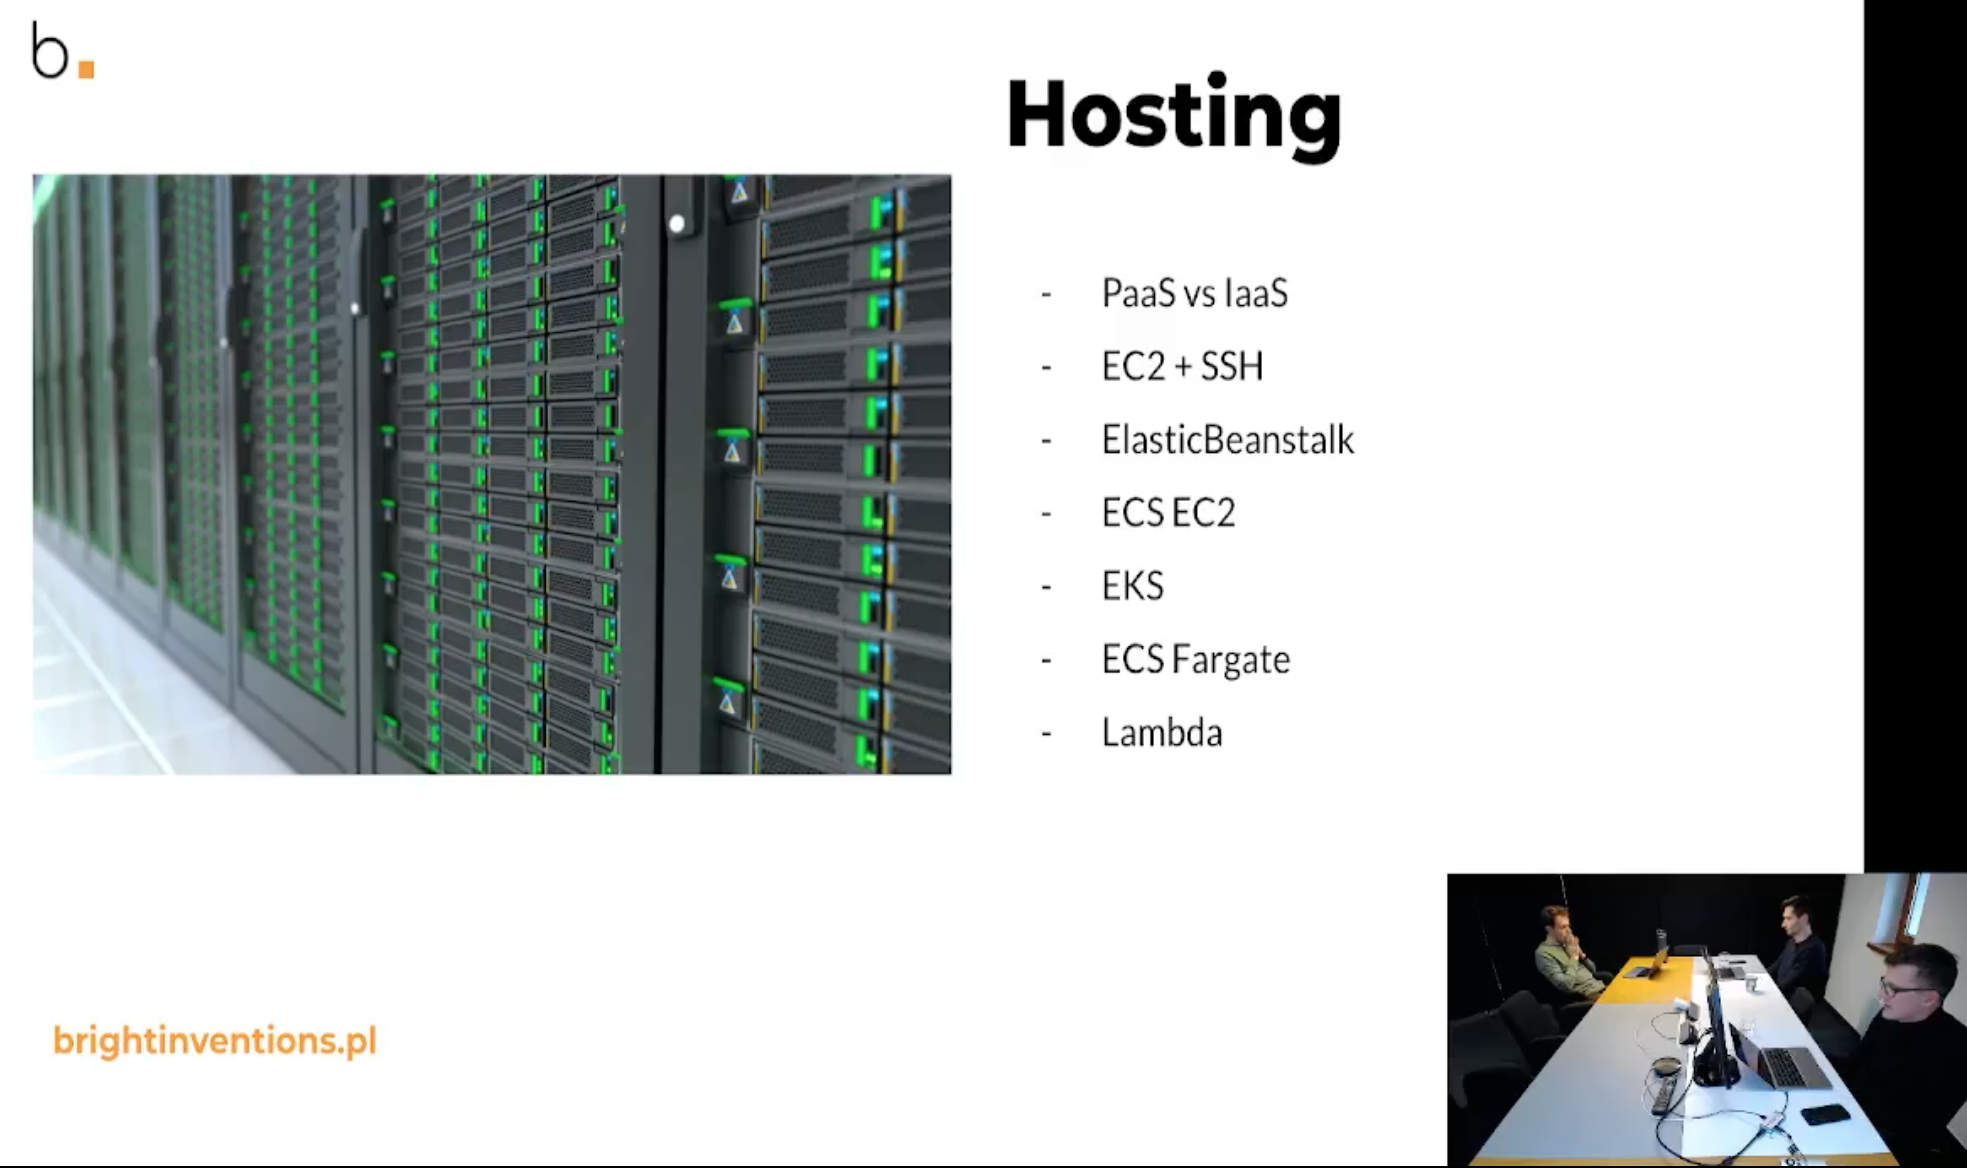 b.
Hosting
- PaaS vs IaaS
- EC2 + SSH
- ElasticBeanstalk
- ECS EC2
- EKS
- ECS Fargate
- Lambda
brightinventions.pl